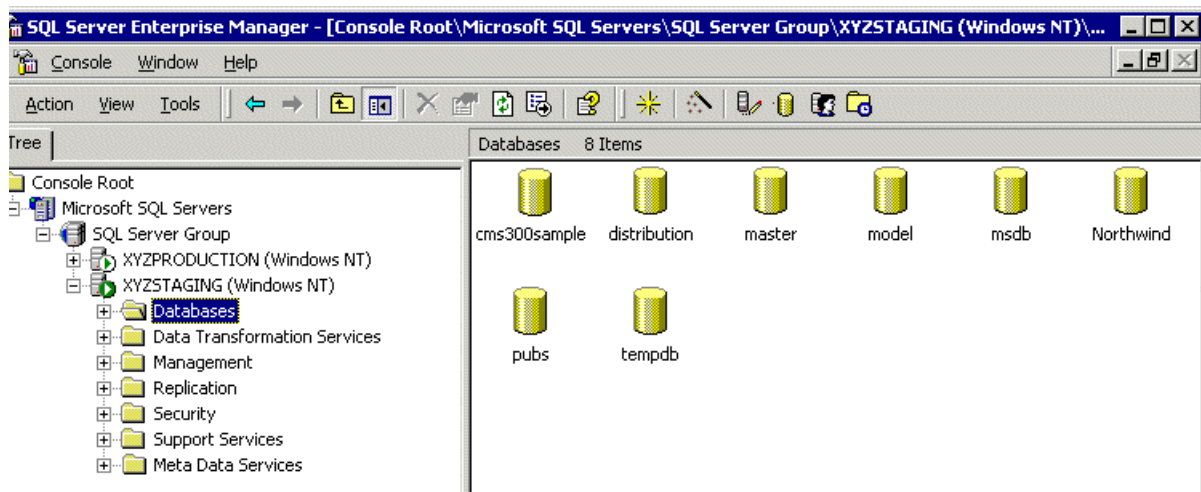 SQL Server Enterprise Manager - [Console Root\Microsoft SQL Servers\SQL Server Group\XYZSTAGING (Windows NT)\...
Console Window Help
Action View Tools
Tree
Databases 8 Items
Console Root
Microsoft SQL Servers
SQL Server Group
XYZPRODUCTION (Windows NT)
XYZSTAGING (Windows NT)
Databases
Data Transformation Services
Management
Replication
Security
Support Services
Meta Data Services
cms300sample distribution master model msdb Northwind
pubs tempdb